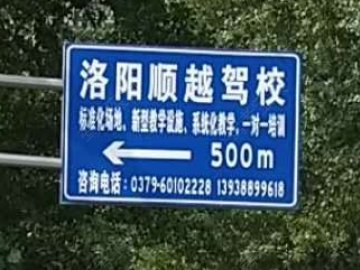 洛阳顺越驾校
标准化场地、新型教学设施、系统化教学，一对一培训
500m
咨询电话：0379-60102228 13938899618